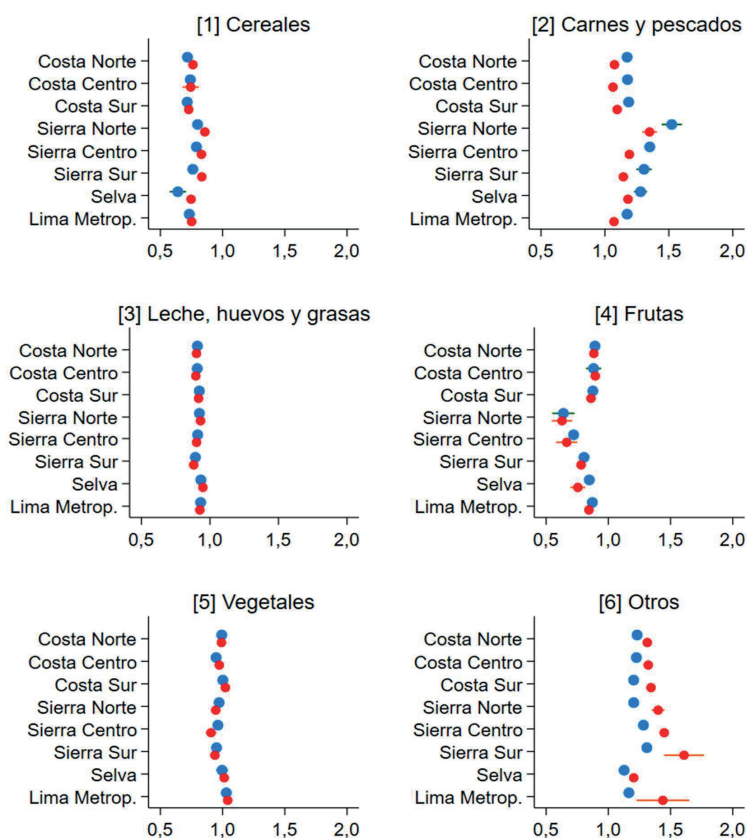 [1] Cereales
Costa Norte
Costa Centro
Costa Sur
Sierra Norte
Sierra Centro
Sierra Sur
Selva
Lima Metrop.
0,5 1,0 1,5 2,0
[2] Carnes y pescados
Costa Norte
Costa Centro
Costa Sur
Sierra Norte
Sierra Centro
Sierra Sur
Selva
Lima Metrop.
0,5 1,0 1,5 2,0
[3] Leche, huevos y grasas
Costa Norte
Costa Centro
Costa Sur
Sierra Norte
Sierra Centro
Sierra Sur
Selva
Lima Metrop.
0,5 1,0 1,5 2,0
[4] Frutas
Costa Norte
Costa Centro
Costa Sur
Sierra Norte
Sierra Centro
Sierra Sur
Selva
Lima Metrop.
0,5 1,0 1,5 2,0
[5] Vegetales
Costa Norte
Costa Centro
Costa Sur
Sierra Norte
Sierra Centro
Sierra Sur
Selva
Lima Metrop.
0,5 1,0 1,5 2,0
[6] Otros
Costa Norte
Costa Centro
Costa Sur
Sierra Norte
Sierra Centro
Sierra Sur
Selva
Lima Metrop.
0,5 1,0 1,5 2,0